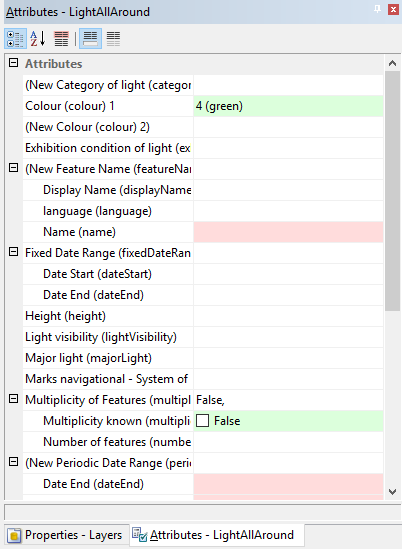 Attributes - LightAllAround
Attributes
(New Category of light (categor
Colour (colour) 1 4 (green)
(New Colour (colour) 2)
Exhibition condition of light (ex
(New Feature Name (featureNam
Display Name (displayName
language (language)
Name (name)
Fixed Date Range (fixedDateRan
Date Start (dateStart)
Date End (dateEnd)
Height (height)
Light visibility (lightVisibility)
Major light (majorLight)
Marks navigational - System of
Multiplicity of Features (multipl False,
Multiplicity known (multipli False
Number of features (numbe
(New Periodic Date Range (perio
Date End (dateEnd)
Properties - Layers Attributes - LightAllAround